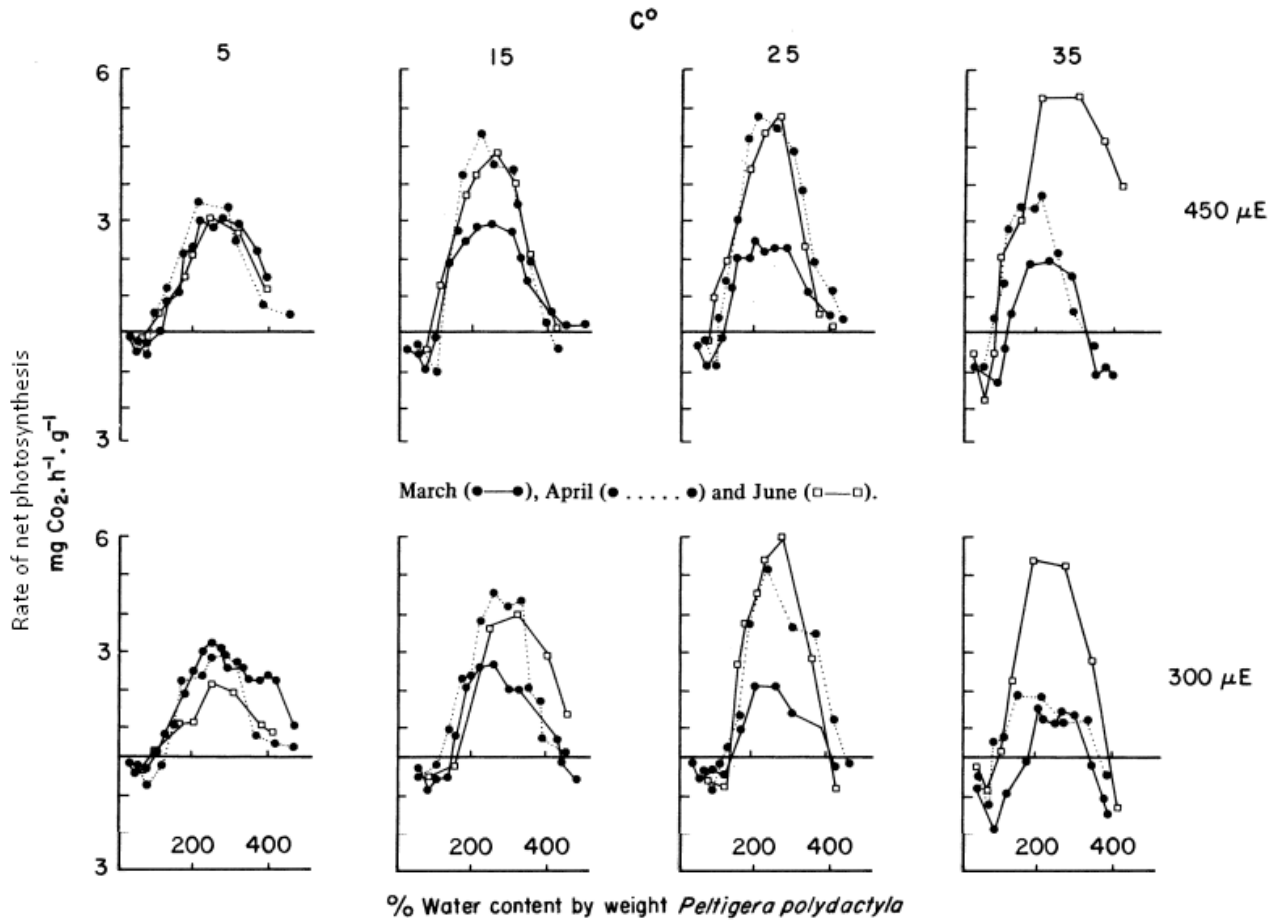 C°
5 15 25 35
6
3
3
450 µE
Rate of net photosynthesis
mg Co₂. h⁻¹. g⁻¹
March (●—●), April (● ..... ●) and June (□—□).
6
3
3
300 µE
200 400 200 400 200 400 200 400
% Water content by weight Peltigera polydactyla